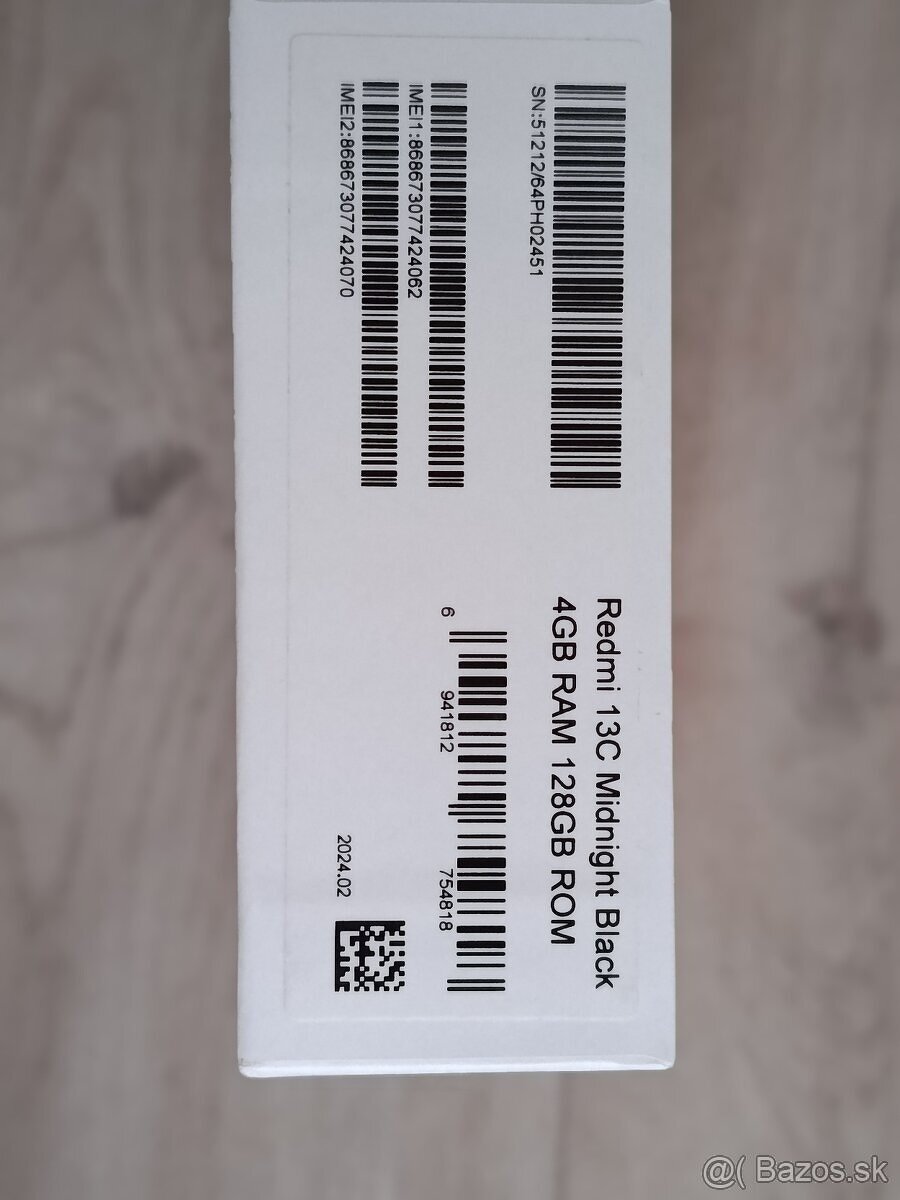 SN:51212/64PH02451
IMEI1:868673077424062
IMEI2:868673077424070
Redmi 13C Midnight Black
4GB RAM 128GB ROM
6 941812 754818
2024.02
@( Bazos.sk